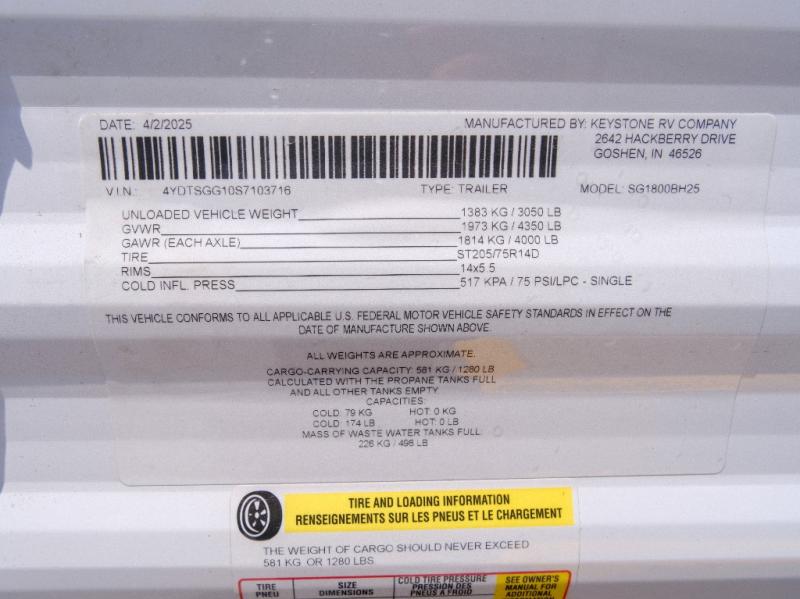 DATE: 4/2/2025 MANUFACTURED BY: KEYSTONE RV COMPANY
2642 HACKBERRY DRIVE
GOSHEN, IN 46526
V.I.N.: 4YDTSGG10S7103716 TYPE: TRAILER MODEL: SG1800BH25
UNLOADED VEHICLE WEIGHT 1383 KG / 3050 LB
GVWR 1973 KG / 4350 LB
GAWR (EACH AXLE) 1814 KG / 4000 LB
TIRE ST205/75R14D
RIMS 14x5.5
COLD INFL. PRESS 517 KPA / 75 PSI/LPC - SINGLE
THIS VEHICLE CONFORMS TO ALL APPLICABLE U.S. FEDERAL MOTOR VEHICLE SAFETY STANDARDS IN EFFECT ON THE
DATE OF MANUFACTURE SHOWN ABOVE.
ALL WEIGHTS ARE APPROXIMATE.
CARGO-CARRYING CAPACITY: 581 KG / 1280 LB
CALCULATED WITH THE PROPANE TANKS FULL
AND ALL OTHER TANKS EMPTY.
CAPACITIES:
COLD: 79 KG HOT: 0 KG
COLD: 174 LB HOT: 0 LB
MASS OF WASTE WATER TANKS FULL:
226 KG / 498 LB
TIRE AND LOADING INFORMATION
RENSEIGNEMENTS SUR LES PNEUS ET LE CHARGEMENT
THE WEIGHT OF CARGO SHOULD NEVER EXCEED
581 KG OR 1280 LBS
TIRE SIZE COLD TIRE PRESSURE SEE OWNER'S
PNEU DIMENSIONS PRESSION DES MANUAL FOR
PNEUS A FROID ADDITIONAL